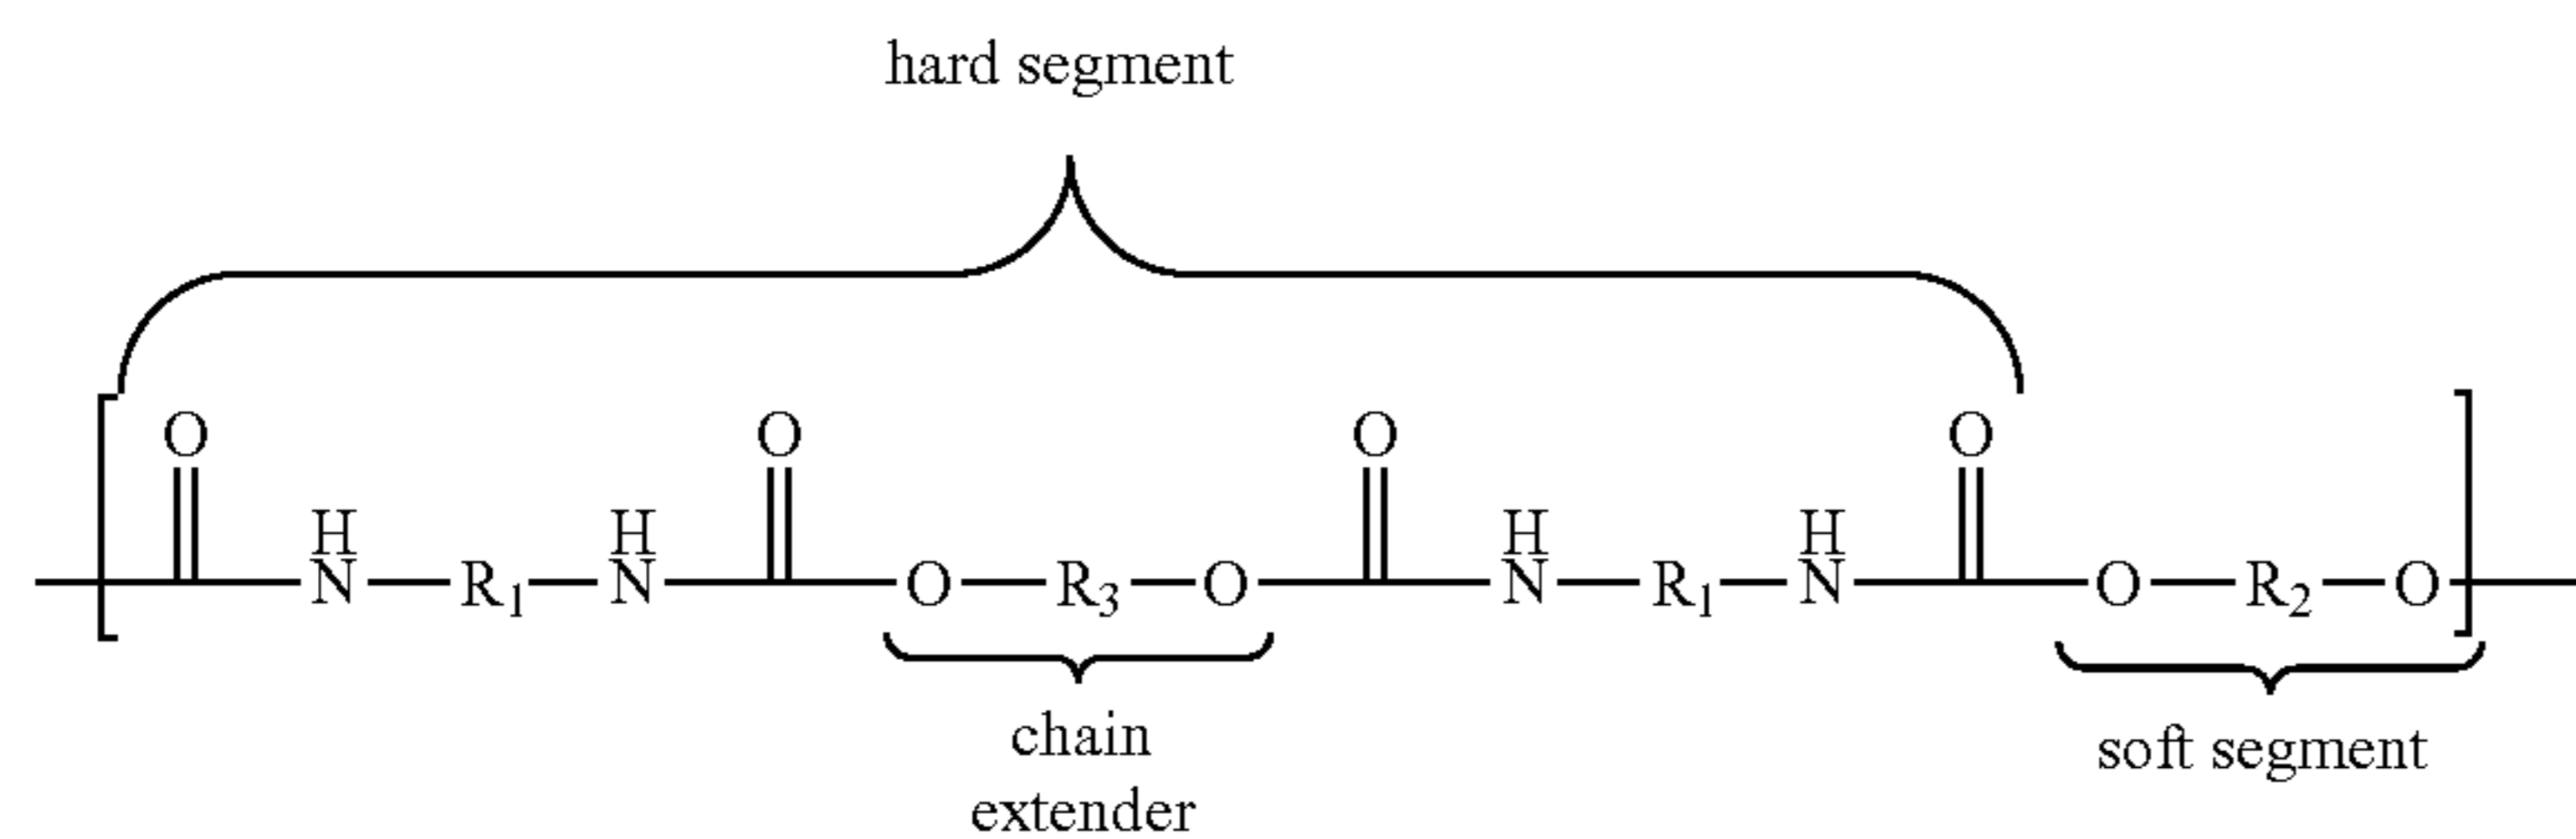 hard segment
O O O O
H H H H
N R1 N O R3 O N R1 N O R2 O
chain
extender
soft segment